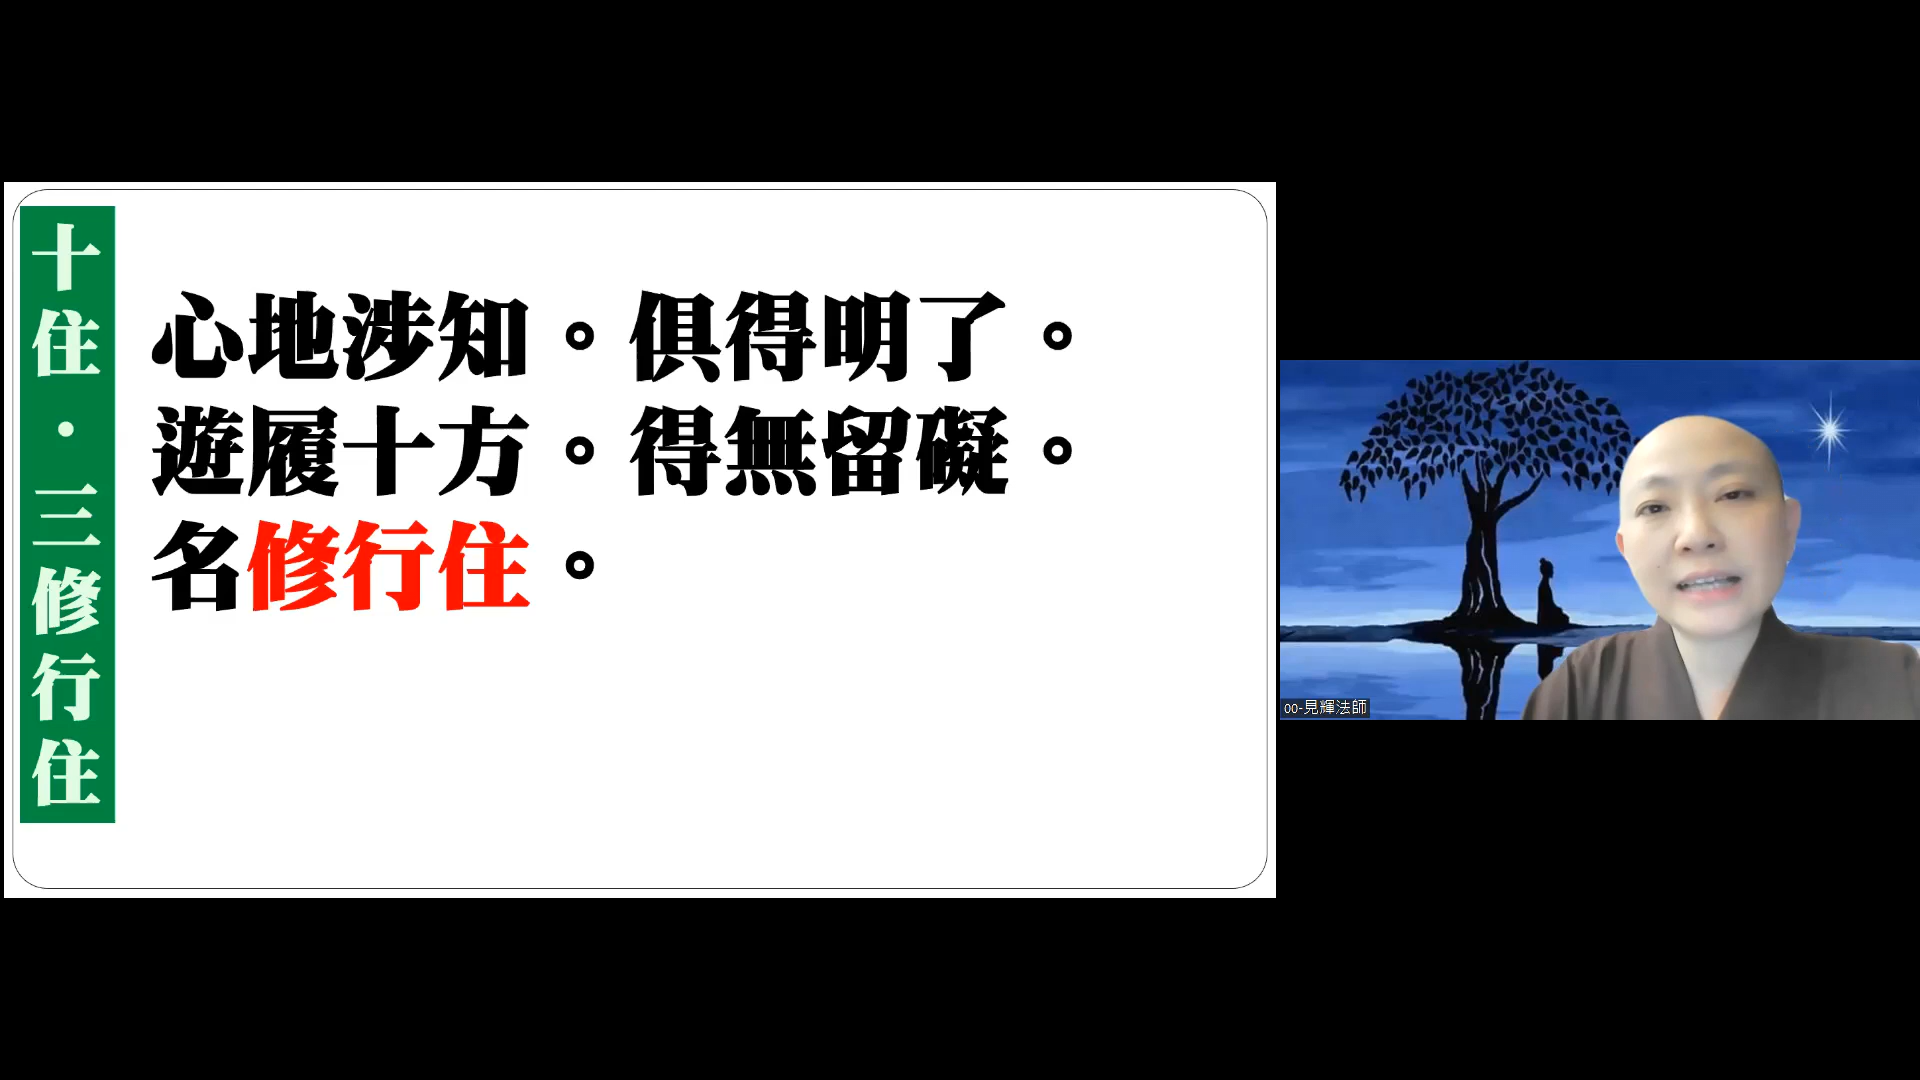 十住・三修行住
心地涉知。俱得明了。
遊履十方。得無留礙。
名修行住。
00-見輝法師